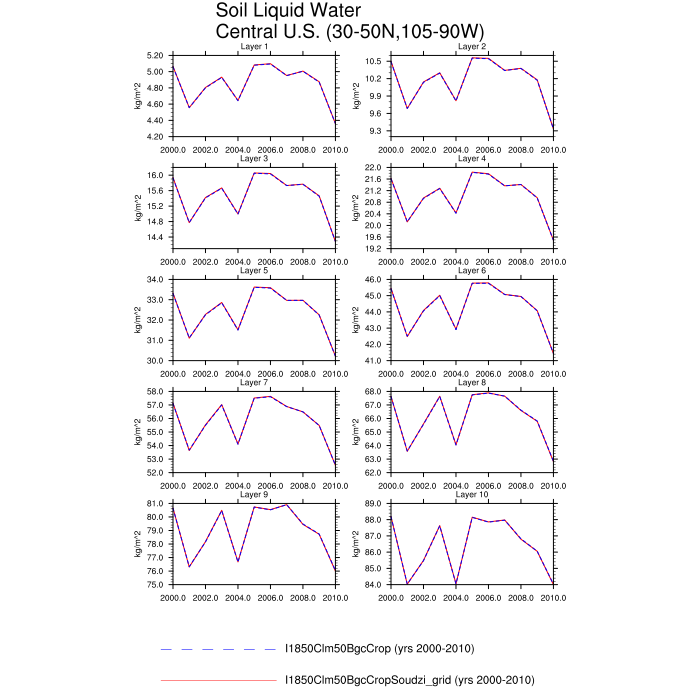 Soil Liquid Water
Central U.S. (30-50N,105-90W)
Layer 1
5.20
5.00
4.80
4.60
4.40
4.20
kg/m^2
2000.0 2002.0 2004.0 2006.0 2008.0 2010.0
Layer 2
10.5
10.2
9.9
9.6
9.3
kg/m^2
2000.0 2002.0 2004.0 2006.0 2008.0 2010.0
Layer 3
16.0
15.6
15.2
14.8
14.4
kg/m^2
2000.0 2002.0 2004.0 2006.0 2008.0 2010.0
Layer 4
22.0
21.6
21.2
20.8
20.4
20.0
19.6
19.2
kg/m^2
2000.0 2002.0 2004.0 2006.0 2008.0 2010.0
Layer 5
34.0
33.0
32.0
31.0
30.0
kg/m^2
2000.0 2002.0 2004.0 2006.0 2008.0 2010.0
Layer 6
46.0
45.0
44.0
43.0
42.0
41.0
kg/m^2
2000.0 2002.0 2004.0 2006.0 2008.0 2010.0
Layer 7
58.0
57.0
56.0
55.0
54.0
53.0
52.0
kg/m^2
2000.0 2002.0 2004.0 2006.0 2008.0 2010.0
Layer 8
68.0
67.0
66.0
65.0
64.0
63.0
62.0
kg/m^2
2000.0 2002.0 2004.0 2006.0 2008.0 2010.0
Layer 9
81.0
80.0
79.0
78.0
77.0
76.0
75.0
kg/m^2
2000.0 2002.0 2004.0 2006.0 2008.0 2010.0
Layer 10
89.0
88.0
87.0
86.0
85.0
84.0
kg/m^2
2000.0 2002.0 2004.0 2006.0 2008.0 2010.0
I1850Clm50BgcCrop (yrs 2000-2010)
I1850Clm50BgcCropSoudzi_grid (yrs 2000-2010)